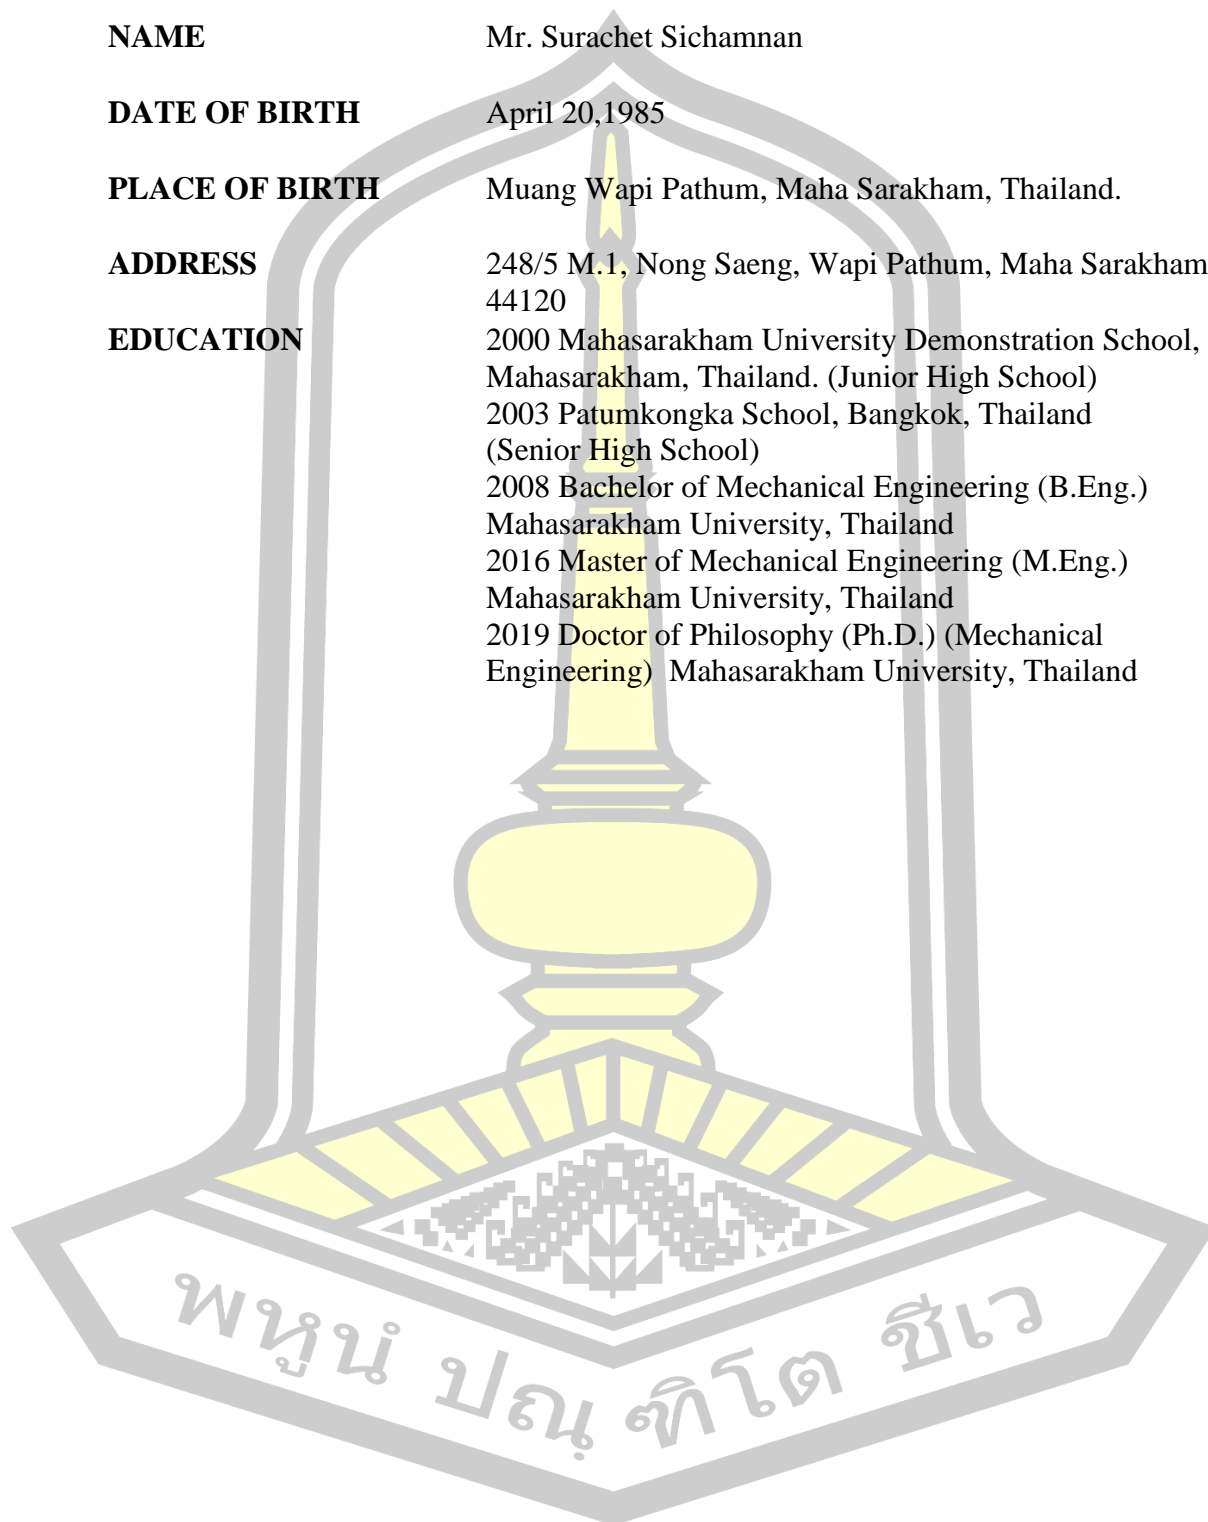 NAME Mr. Surachet Sichamnan
DATE OF BIRTH April 20,1985
PLACE OF BIRTH Muang Wapi Pathum, Maha Sarakham, Thailand.
ADDRESS 248/5 M.1, Nong Saeng, Wapi Pathum, Maha Sarakham
44120
EDUCATION 2000 Mahasarakham University Demonstration School,
Mahasarakham, Thailand. (Junior High School)
2003 Patumkongka School, Bangkok, Thailand
(Senior High School)
2008 Bachelor of Mechanical Engineering (B.Eng.)
Mahasarakham University, Thailand
2016 Master of Mechanical Engineering (M.Eng.)
Mahasarakham University, Thailand
2019 Doctor of Philosophy (Ph.D.) (Mechanical
Engineering) Mahasarakham University, Thailand
พหูนํ ปณฺ ฑิโต ชีเว